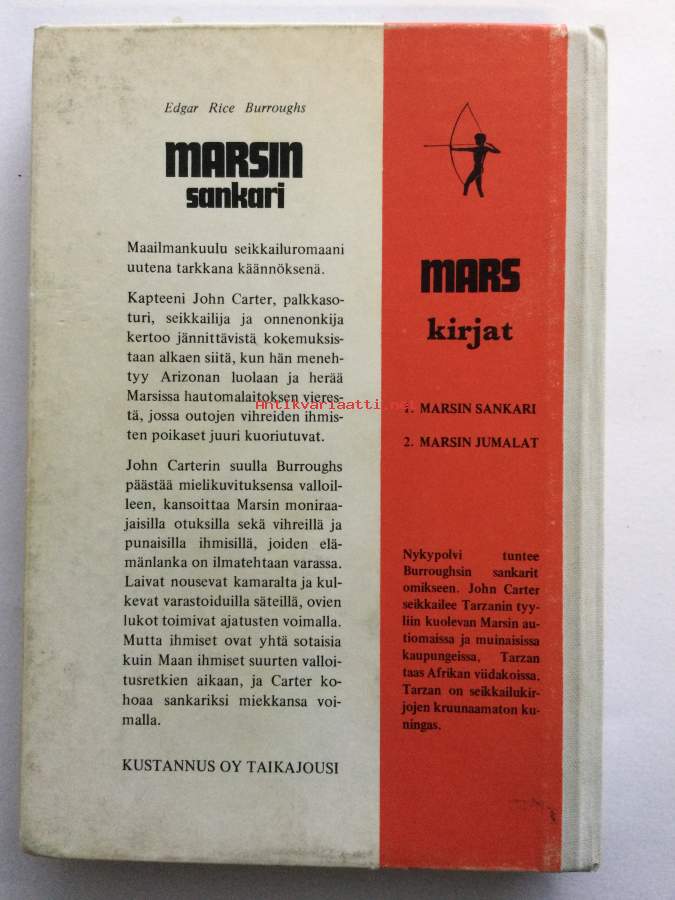 Edgar Rice Burroughs
MARSIN
sankari
Maailmankuulu seikkailuromaani
uutena tarkkana käännöksenä.
Kapteeni John Carter, palkkaso-
turi, seikkailija ja onnenonkija
kertoo jännittävistä kokemuksis-
taan alkaen siitä, kun hän meneh-
tyy Arizonan luolaan ja herää
Marsissa hautomalaitoksen vieres-
tä, jossa outojen vihreiden ihmis-
ten poikaset juuri kuoriutuvat.
John Carterin suulla Burroughs
päästää mielikuvituksensa valloil-
leen, kansoittaa Marsin moniraa-
jaisilla otuksilla sekä vihreillä ja
punaisilla ihmisillä, joiden elä-
mänlanka on ilmatehtaan varassa.
Laivat nousevat kamaralta ja kul-
kevat varastoiduilla säteillä, ovien
lukot toimivat ajatusten voimalla.
Mutta ihmiset ovat yhtä sotaisia
kuin Maan ihmiset suurten valloi-
tusretkien aikaan, ja Carter ko-
hoaa sankariksi miekkansa voi-
malla.
KUSTANNUS OY TAIKAJOUSI
MARS
kirjat
1. MARSIN SANKARI
2. MARSIN JUMALAT
Nykypolvi tuntee
Burroughsin sankarit
omikseen. John Carter
seikkailee Tarzanin tyy-
liin kuolevan Marsin au-
tiomaissa ja muinaisissa
kaupungeissa, Tarzan
taas Afrikan viidakoissa.
Tarzan on seikkailukir-
jojen kruunaamaton ku-
ningas.
Antikvariaatti.net